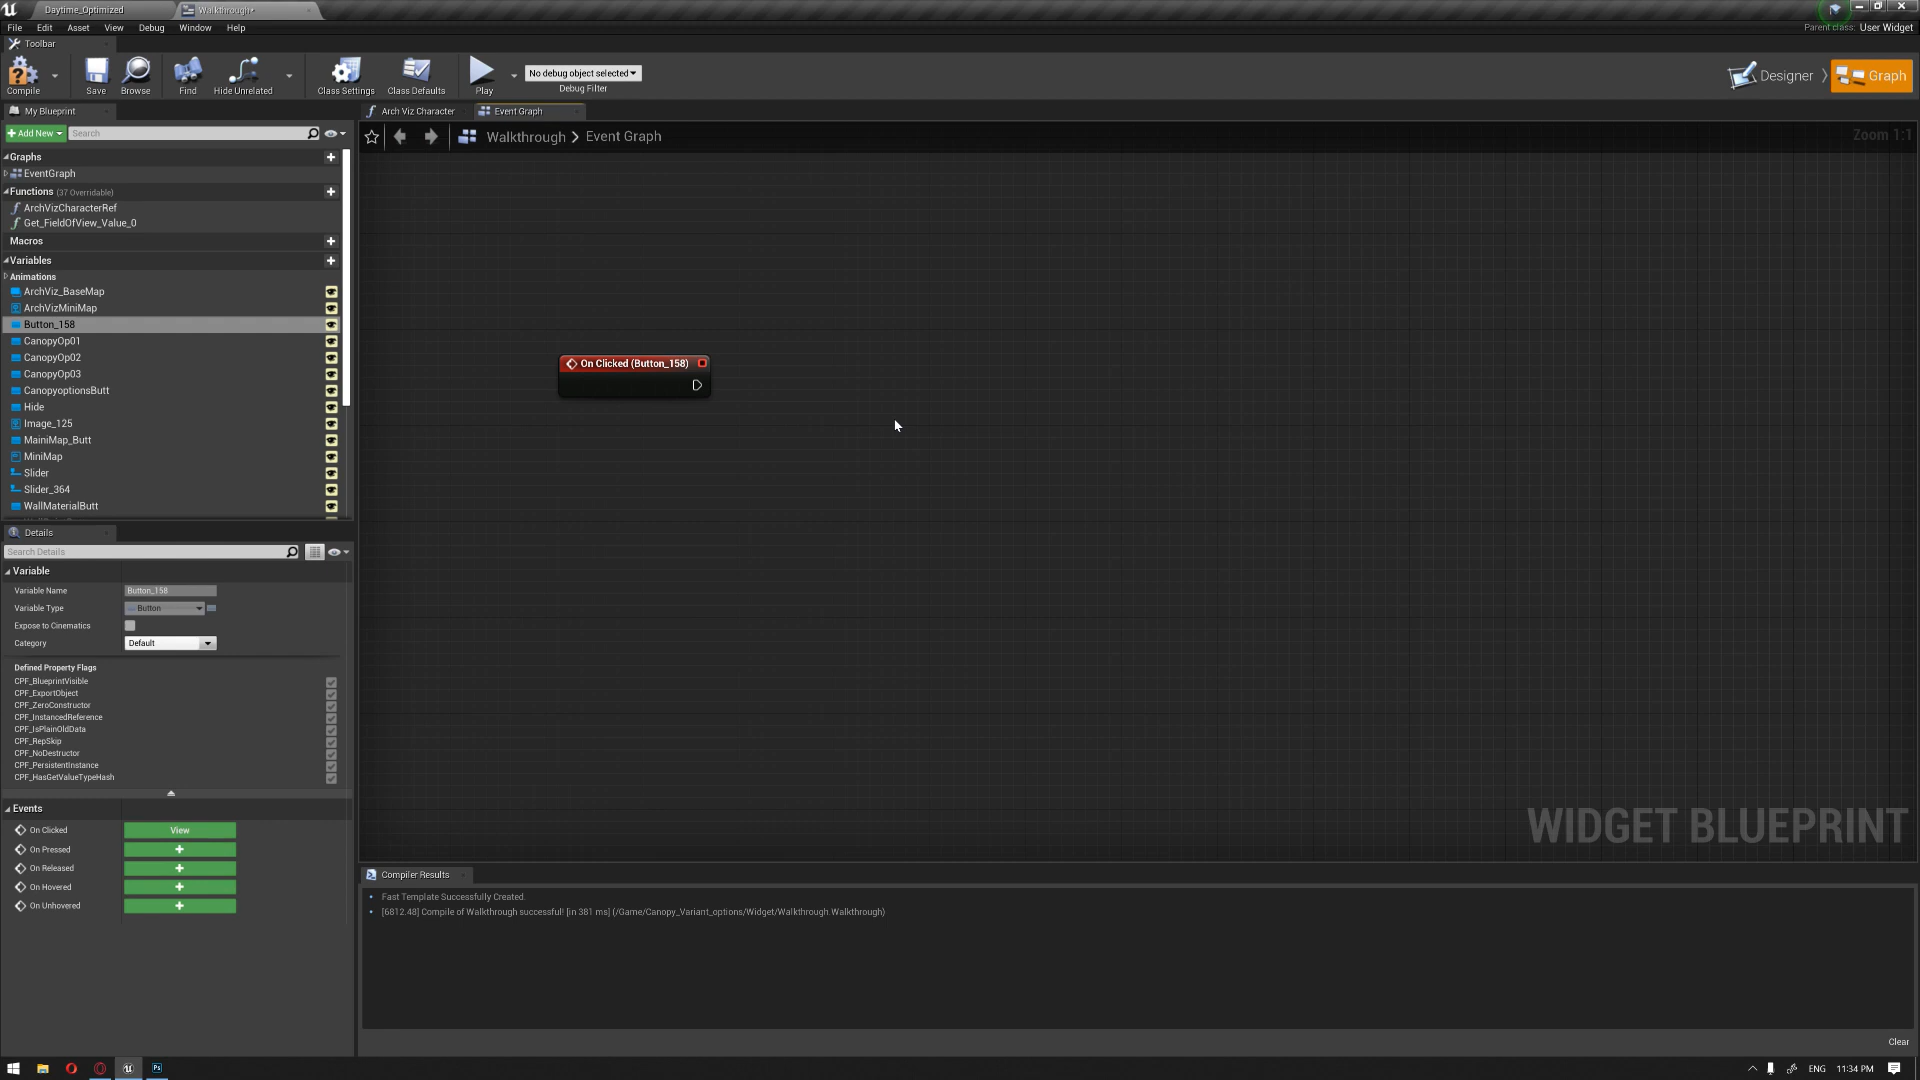 Daytime_Optimized
Walkthrough*
File Edit Asset View Debug Window Help
Parent class: User Widget
Toolbar
Compile
Save
Browse
Find
Hide Unrelated
Class Settings
Class Defaults
Play
No debug object selected
Debug Filter
Designer
Graph
My Blueprint
Arch Viz Character
Event Graph
Add New
Search
Walkthrough > Event Graph
Zoom 1:1
Graphs
EventGraph
Functions (37 Overridable)
ArchVizCharacterRef
Get_FieldOfView_Value_0
Macros
Variables
Animations
ArchViz_BaseMap
ArchVizMiniMap
Button_158
CanopyOp01
CanopyOp02
CanopyOp03
CanopyoptionsButt
Hide
Image_125
MainiMap_Butt
MiniMap
Slider
Slider_364
WallMaterialButt
On Clicked (Button_158)
Details
Search Details
Variable
Variable Name Button_158
Variable Type Button
Expose to Cinematics
Category Default
Defined Property Flags
CPF_BlueprintVisible
CPF_ExportObject
CPF_ZeroConstructor
CPF_InstancedReference
CPF_IsPlainOldData
CPF_RepSkip
CPF_NoDestructor
CPF_PersistentInstance
CPF_HasGetValueTypeHash
Events
On Clicked View
On Pressed
On Released
On Hovered
On Unhovered
WIDGET BLUEPRINT
Compiler Results
Fast Template Successfully Created.
[6812.48] Compile of Walkthrough successful! [in 381 ms] (/Game/Canopy_Variant_options/Widget/Walkthrough.Walkthrough)
Clear
ENG 11:34 PM